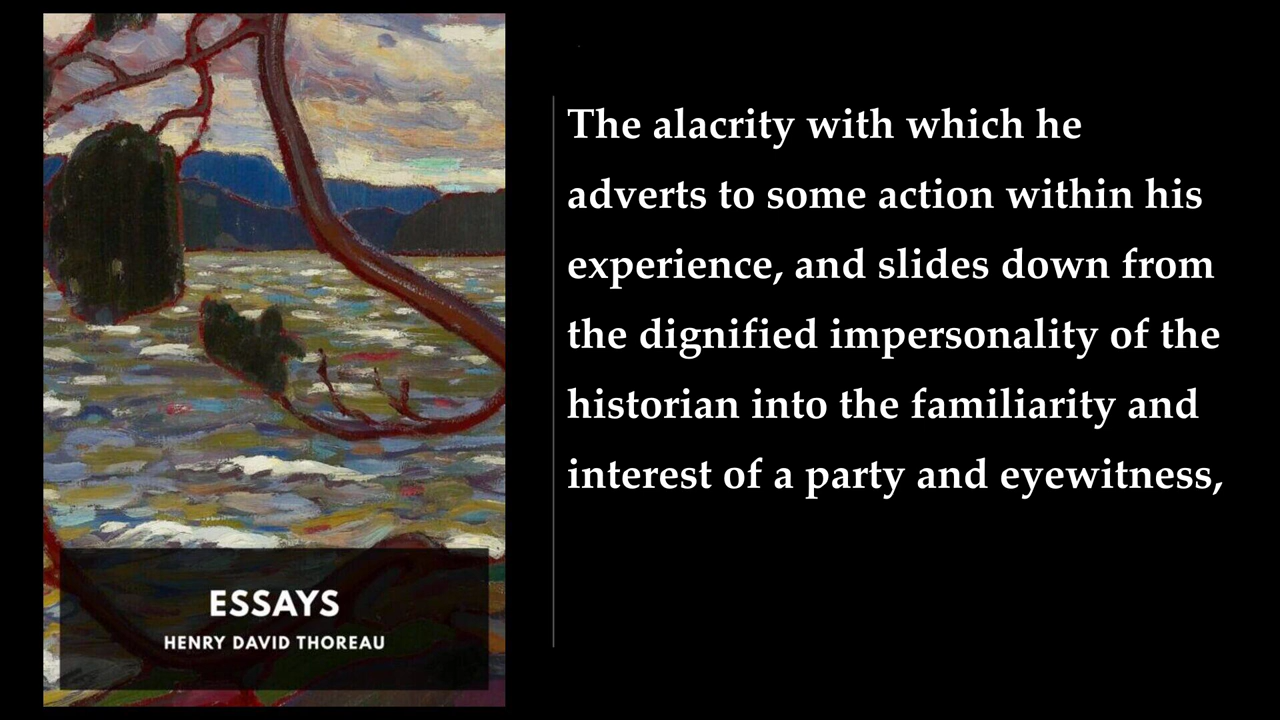 The alacrity with which he
adverts to some action within his
experience, and slides down from
the dignified impersonality of the
historian into the familiarity and
interest of a party and eyewitness,
ESSAYS
HENRY DAVID THOREAU